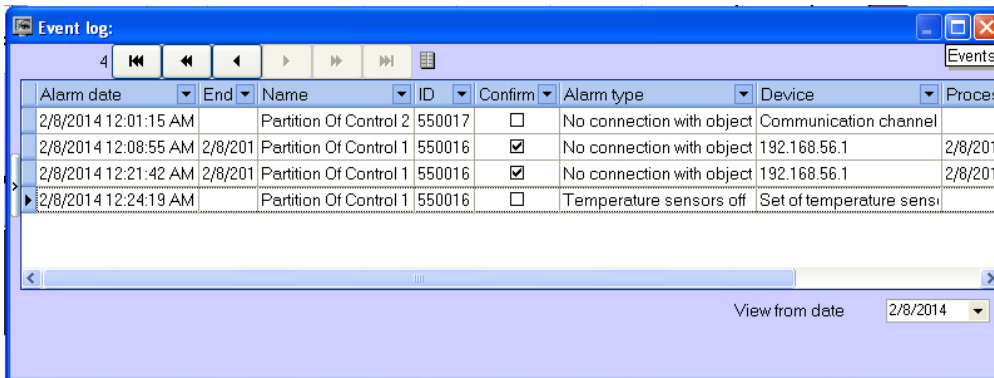 Event log:
4
Events
Alarm date End Name ID Confirm Alarm type Device Proces
2/8/2014 12:01:15 AM Partition Of Control 2 550017 No connection with object Communication channel
2/8/2014 12:08:55 AM 2/8/201 Partition Of Control 1 550016 No connection with object 192.168.56.1 2/8/201
2/8/2014 12:21:42 AM 2/8/201 Partition Of Control 1 550016 No connection with object 192.168.56.1 2/8/201
2/8/2014 12:24:19 AM Partition Of Control 1 550016 Temperature sensors off Set of temperature sens
View from date 2/8/2014